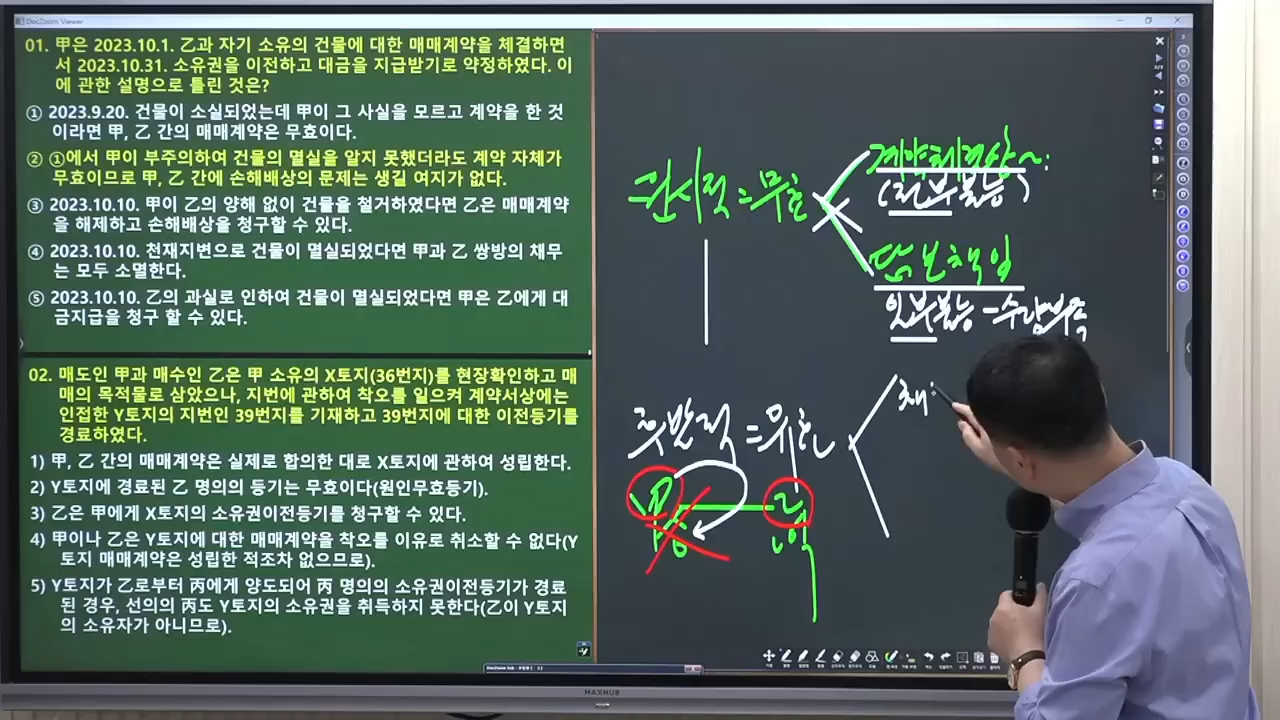 DocZoom Viewer
01. 甲은 2023.10.1. 乙과 자기 소유의 건물에 대한 매매계약을 체결하면
서 2023.10.31. 소유권을 이전하고 대금을 지급받기로 약정하였다. 이
에 관한 설명으로 틀린 것은?
① 2023.9.20. 건물이 소실되었는데 甲이 그 사실을 모르고 계약을 한 것
이라면 甲, 乙 간의 매매계약은 무효이다.
② ①에서 甲이 부주의하여 건물의 멸실을 알지 못했더라도 계약 자체가
무효이므로 甲, 乙 간에 손해배상의 문제는 생길 여지가 없다.
③ 2023.10.10. 甲이 乙의 양해 없이 건물을 철거하였다면 乙은 매매계약
을 해제하고 손해배상을 청구할 수 있다.
④ 2023.10.10. 천재지변으로 건물이 멸실되었다면 甲과 乙 쌍방의 채무
는 모두 소멸한다.
⑤ 2023.10.10. 乙의 과실로 인하여 건물이 멸실되었다면 甲은 乙에게 대
금지급을 청구 할 수 있다.
02. 매도인 甲과 매수인 乙은 甲 소유의 X토지(36번지)를 현장확인하고 매
매의 목적물로 삼았으나, 지번에 관하여 착오를 일으켜 계약서상에는
인접한 Y토지의 지번인 39번지를 기재하고 39번지에 대한 이전등기를
경료하였다.
1) 甲, 乙 간의 매매계약은 실제로 합의한 대로 X토지에 관하여 성립한다.
2) Y토지에 경료된 乙 명의의 등기는 무효이다(원인무효등기).
3) 乙은 甲에게 X토지의 소유권이전등기를 청구할 수 있다.
4) 甲이나 乙은 Y토지에 대한 매매계약을 착오를 이유로 취소할 수 없다(Y
토지 매매계약은 성립한 적조차 없으므로).
5) Y토지가 乙로부터 丙에게 양도되어 丙 명의의 소유권이전등기가 경료
된 경우, 선의의 丙도 Y토지의 소유권을 취득하지 못한다(乙이 Y토지
의 소유자가 아니므로).
계약체결상~:
(전부불능)
원시적=무효
담보책임
일부불능-수량부족
채
후발적=무효
甲 乙
억
MAXHUB